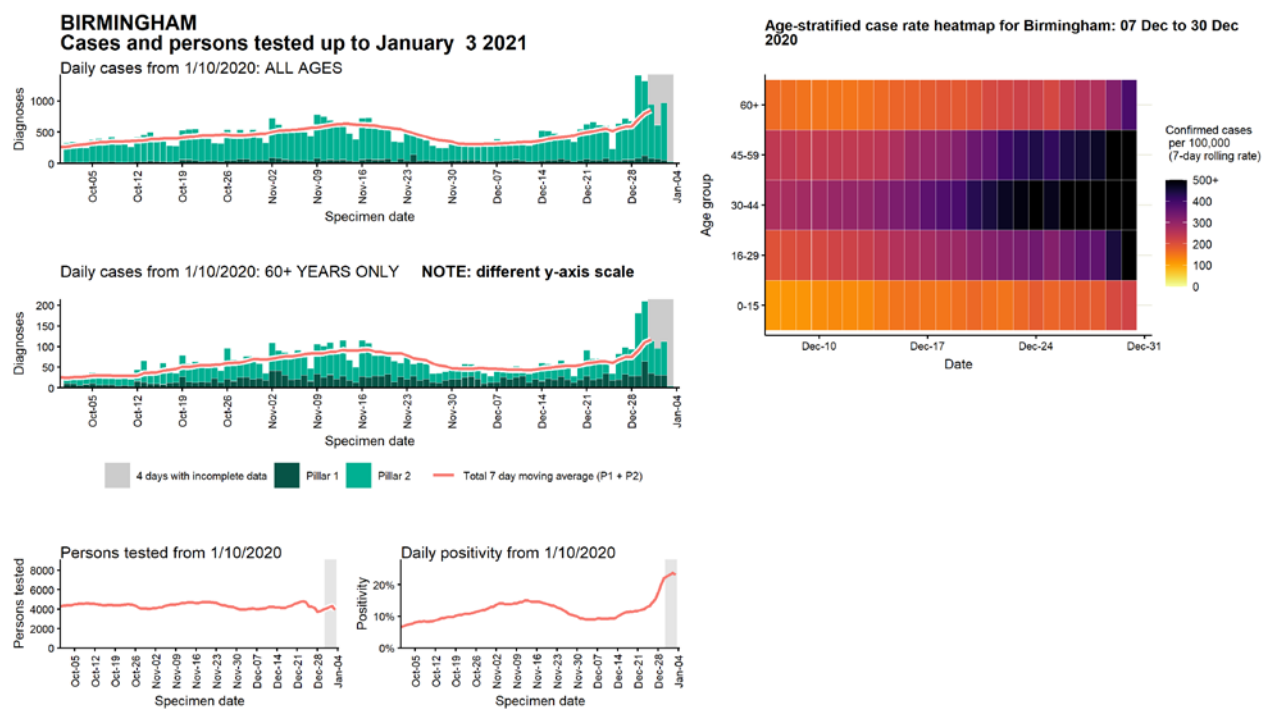 BIRMINGHAM
Cases and persons tested up to January  3 2021
Daily cases from 1/10/2020: ALL AGES
Diagnoses
1000
500
0
Oct-05 Oct-12 Oct-19 Oct-26 Nov-02 Nov-09 Nov-16 Nov-23 Nov-30 Dec-07 Dec-14 Dec-21 Dec-28 Jan-04
Specimen date
Daily cases from 1/10/2020: 60+ YEARS ONLY NOTE: different y-axis scale
Diagnoses
200
150
100
50
0
Oct-05 Oct-12 Oct-19 Oct-26 Nov-02 Nov-09 Nov-16 Nov-23 Nov-30 Dec-07 Dec-14 Dec-21 Dec-28 Jan-04
Specimen date
4 days with incomplete data Pillar 1 Pillar 2 Total 7 day moving average (P1 + P2)
Persons tested from 1/10/2020
Persons tested
8000
6000
4000
2000
0
Oct-05 Oct-12 Oct-19 Oct-26 Nov-02 Nov-09 Nov-16 Nov-23 Nov-30 Dec-07 Dec-14 Dec-21 Dec-28 Jan-04
Specimen date
Daily positivity from 1/10/2020
Positivity
20%
10%
0%
Oct-05 Oct-12 Oct-19 Oct-26 Nov-02 Nov-09 Nov-16 Nov-23 Nov-30 Dec-07 Dec-14 Dec-21 Dec-28 Jan-04
Specimen date
Age-stratified case rate heatmap for Birmingham: 07 Dec to 30 Dec
2020
Age group
60+
45-59
30-44
16-29
0-15
Dec-10 Dec-17 Dec-24 Dec-31
Date
Confirmed cases
per 100,000
(7-day rolling rate)
500+
400
300
200
100
0